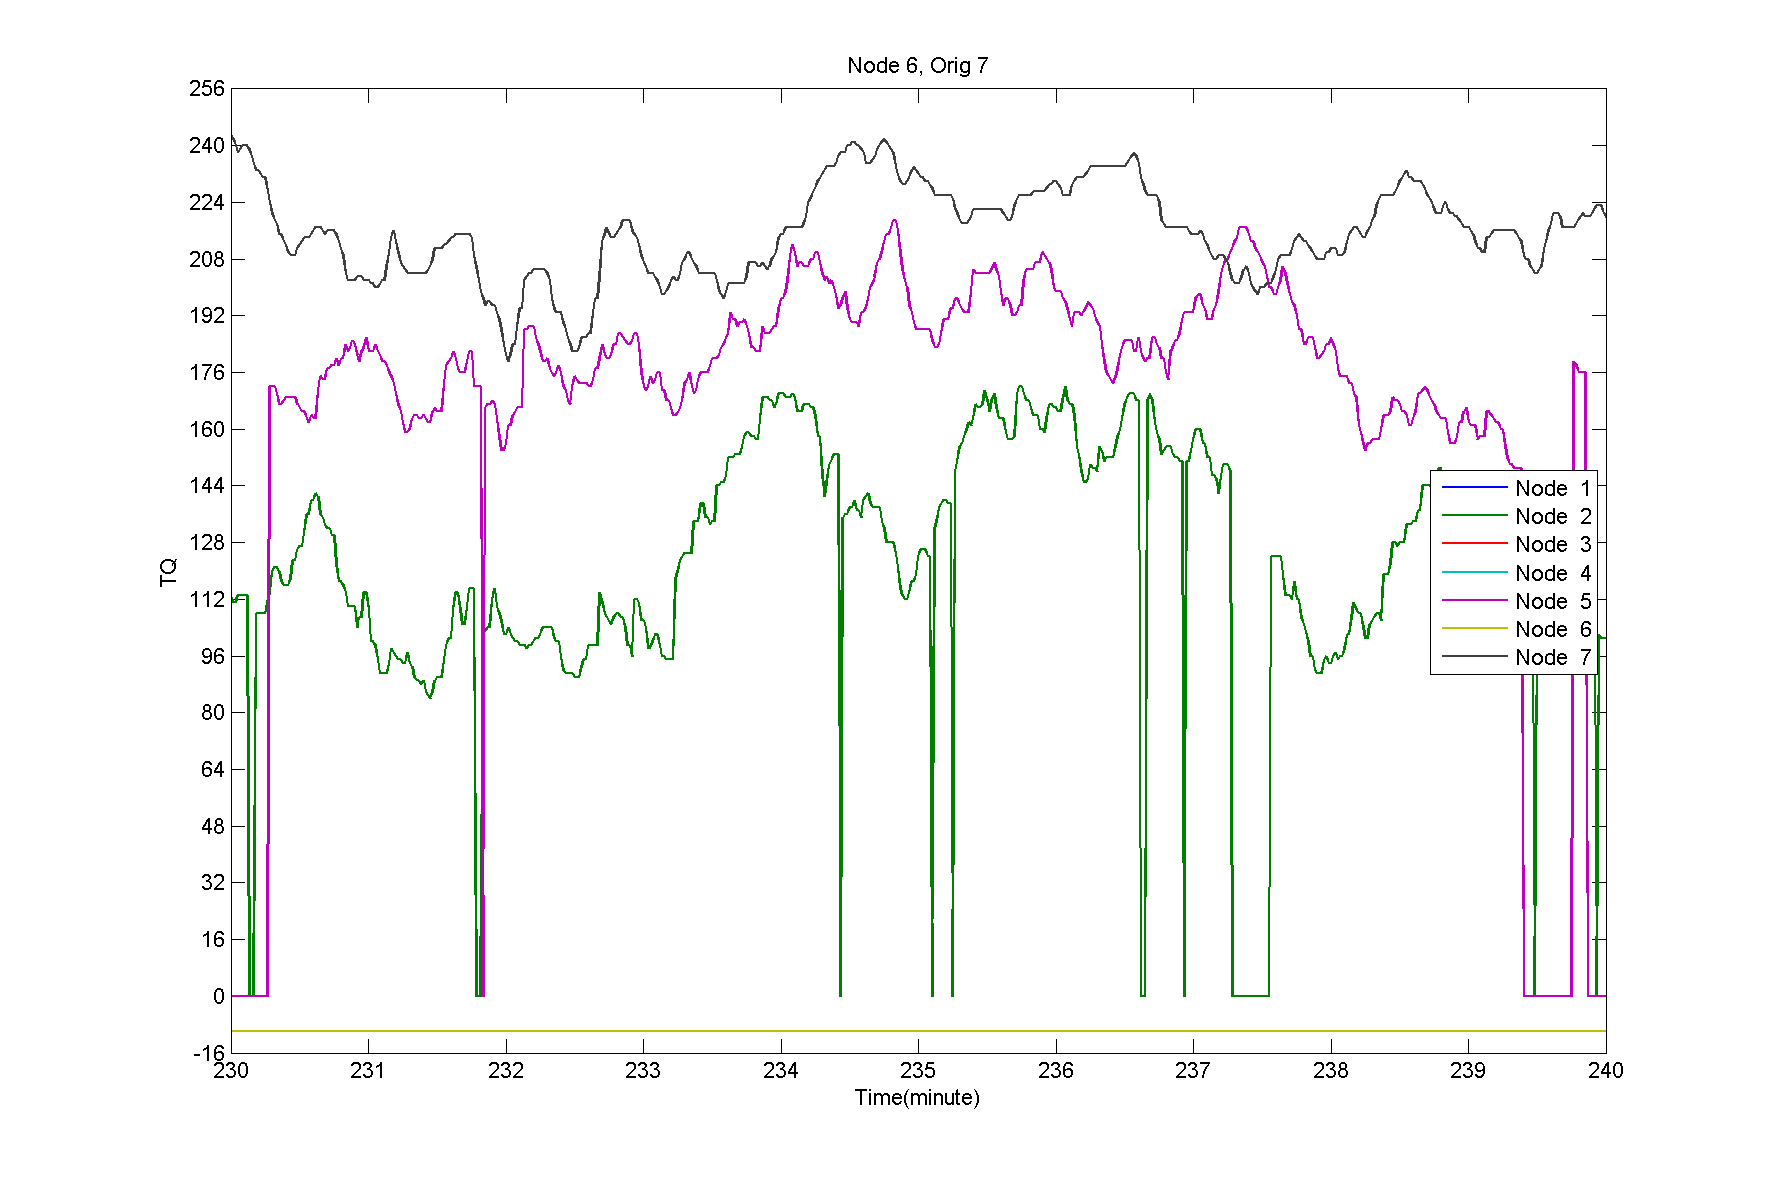 Node 6, Orig 7
256
240
224
208
192
176
160
144
128
112
96
80
64
48
32
16
0
-16
TQ
Node 1
Node 2
Node 3
Node 4
Node 5
Node 6
Node 7
230 231 232 233 234 235 236 237 238 239 240
Time(minute)